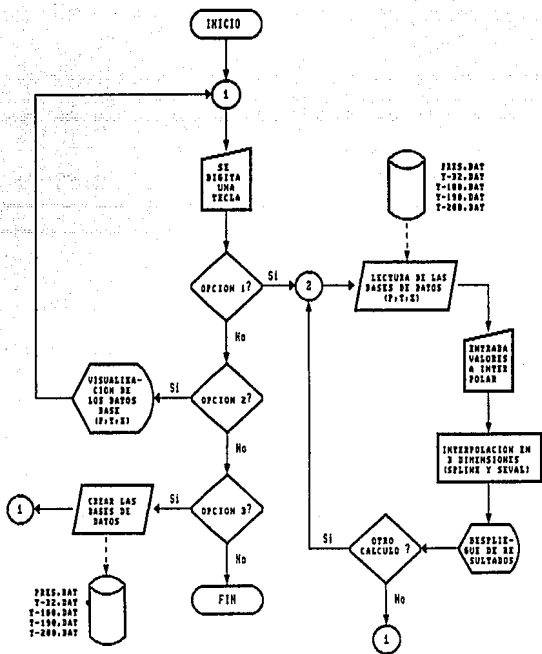 INICIO
1
SE
DIGITA
UNA
TECLA
PRES.DAT
T-32.DAT
T-100.DAT
T-190.DAT
T-200.DAT
OPCION 1?
Si
2
LECTURA DE LAS
BASES DE DATOS
(P;T;Z)
No
ENTRADA
VALORES
A INTER
POLAR
VISUALIZA-
CION DE
LOS DATOS
BASE
(P;T;Z)
Si
OPCION 2?
No
INTERPOLACION EN
3 DIMENSIONES
(SPLINE Y SEVAL)
1
CREAR LAS
BASES DE
DATOS
Si
OPCION 3?
Si
OTRO ?
CALCULO
DESPLIE-
GUE DE RE
SULTADOS
No
No
FIN
1
PRES.DAT
T-32.DAT
T-100.DAT
T-190.DAT
T-200.DAT